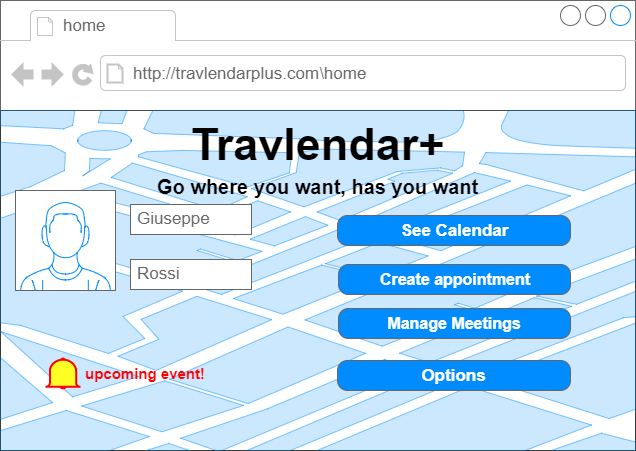 home
http://travlendarplus.com\home
Travlendar+
Go where you want, has you want
Giuseppe
Rossi
See Calendar
Create appointment
Manage Meetings
Options
upcoming event!